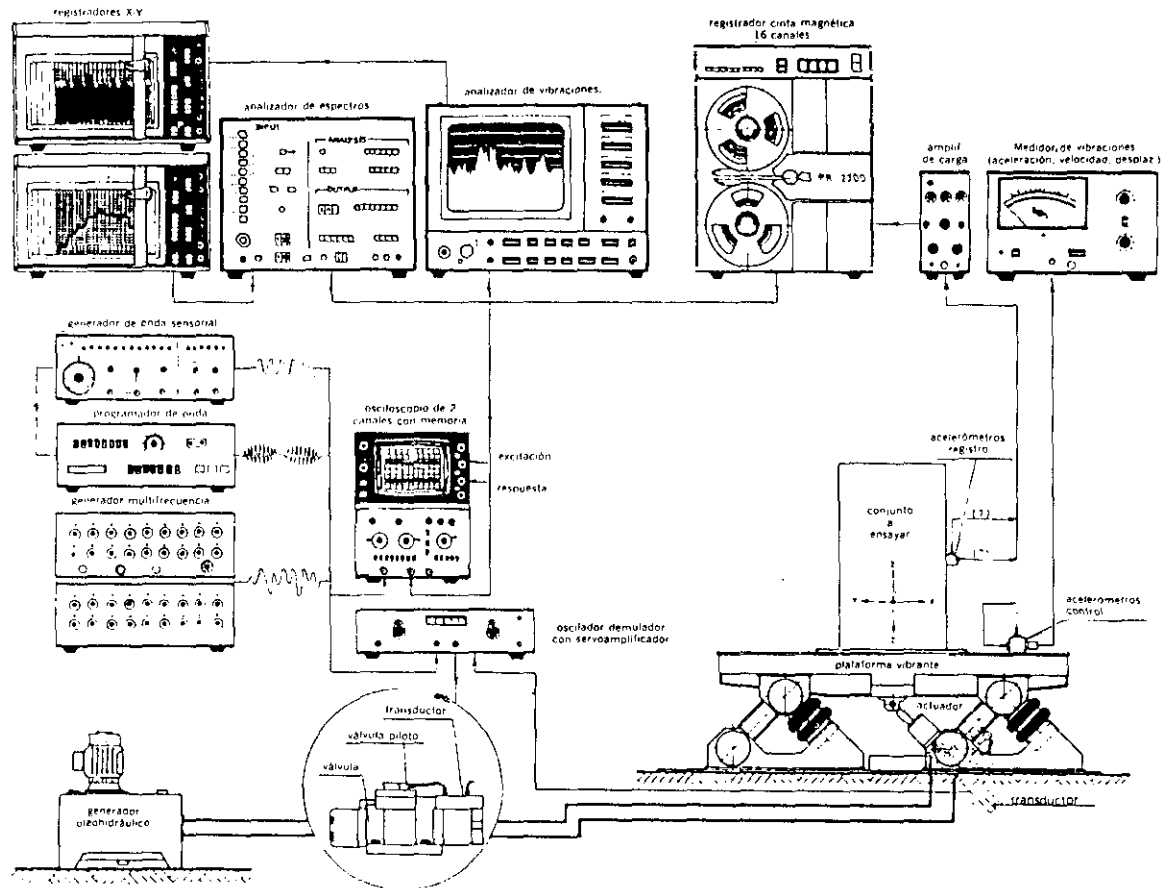 registradores X-Y
registrador cinta magnética
16 canales
analizador de espectros
analizador de vibraciones.
amplif
de carga
Medidor de vibraciones
(aceleración, velocidad, desplaz.)
INPUT
ANALYSIS
OUTPUT
generador de onda sensorial
programador de onda
generador multifrecuencia
osciloscopio de 2
canales con memoria
excitación
respuesta
acelerómetros
registro
conjunto
a
ensayar
acelerómetros
control
oscilador demulador
con servoamplificador
plataforma vibrante
actuador
transductor
válvula piloto
válvula
generador
oleohidráulico
transductor